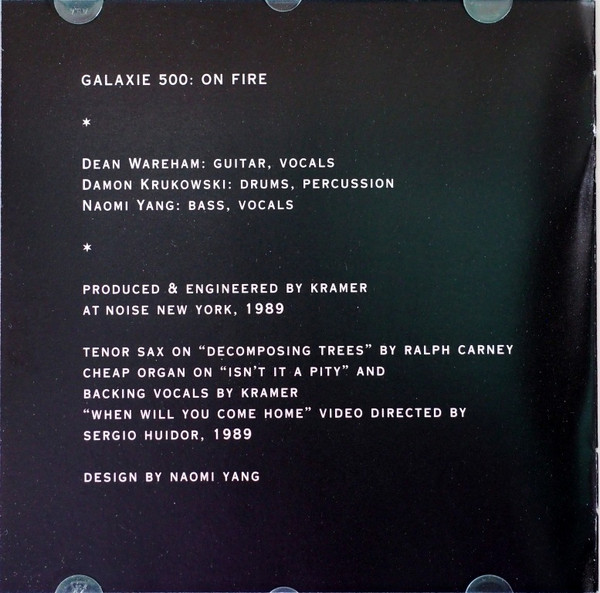 GALAXIE 500: ON FIRE
*
DEAN WAREHAM: GUITAR, VOCALS
DAMON KRUKOWSKI: DRUMS, PERCUSSION
NAOMI YANG: BASS, VOCALS
*
PRODUCED & ENGINEERED BY KRAMER
AT NOISE NEW YORK, 1989
TENOR SAX ON “DECOMPOSING TREES” BY RALPH CARNEY
CHEAP ORGAN ON “ISN'T IT A PITY” AND
BACKING VOCALS BY KRAMER
“WHEN WILL YOU COME HOME” VIDEO DIRECTED BY
SERGIO HUIDOR, 1989
DESIGN BY NAOMI YANG